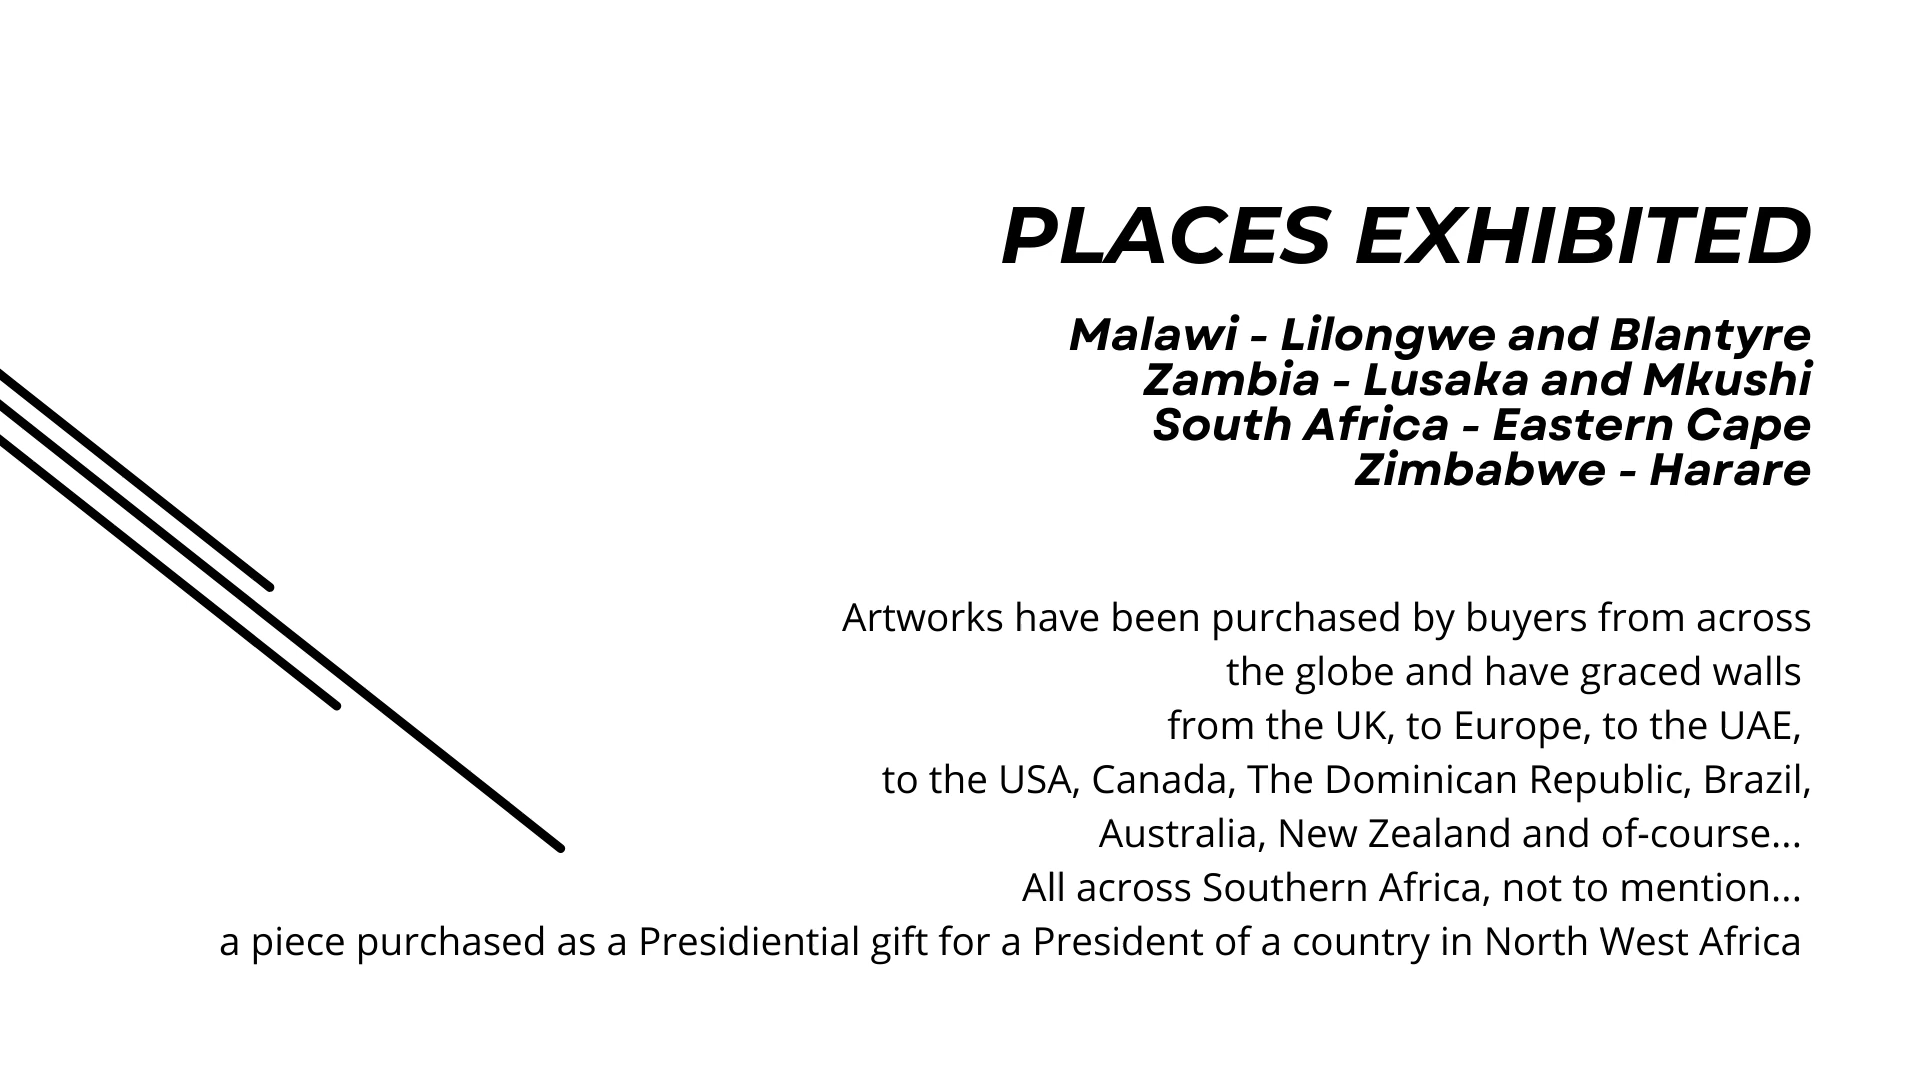 PLACES EXHIBITED
Malawi - Lilongwe and Blantyre
Zambia - Lusaka and Mkushi
South Africa - Eastern Cape
Zimbabwe - Harare
Artworks have been purchased by buyers from across
the globe and have graced walls
from the UK, to Europe, to the UAE,
to the USA, Canada, The Dominican Republic, Brazil,
Australia, New Zealand and of-course...
All across Southern Africa, not to mention...
a piece purchased as a Presidiential gift for a President of a country in North West Africa